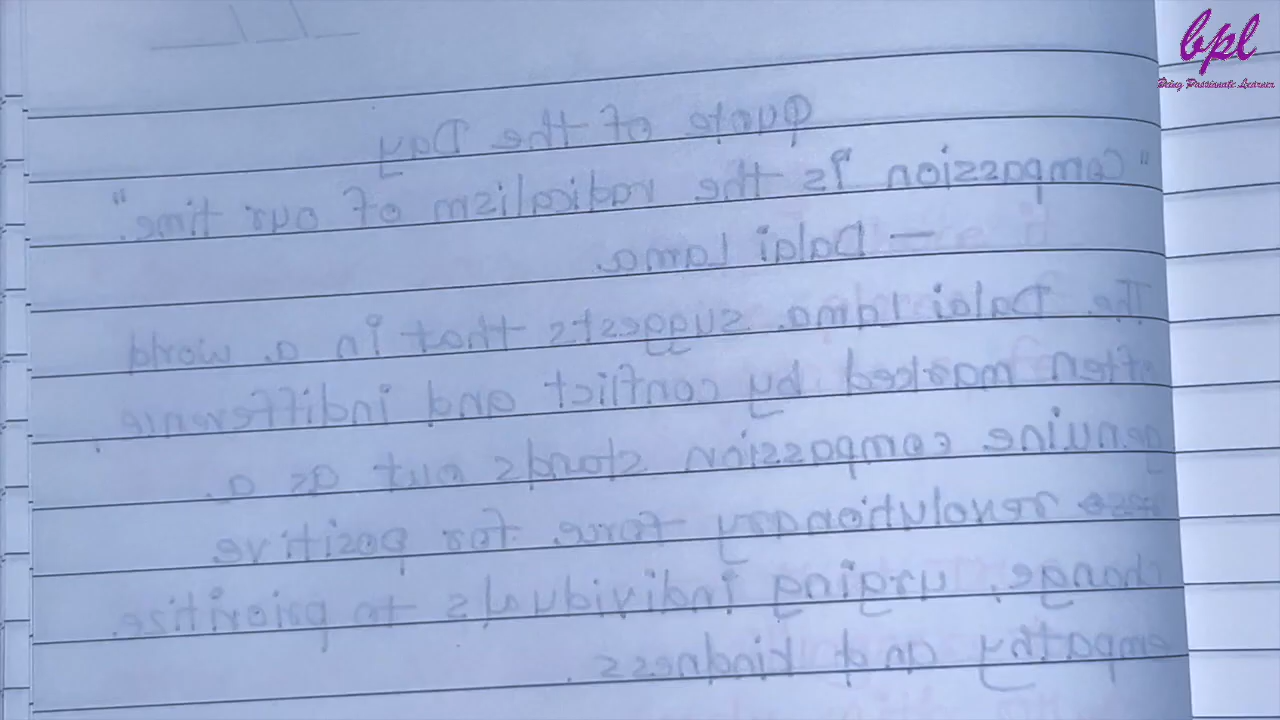 bpl
Being Passionate Learner
Quote of the Day
"Compassion is the radicalism of our time."
— Dalai Lama
The Dalai Lama suggests that in a world
often marked by conflict and indifference
genuine compassion stands out as a
revolutionary force for positive
change, urging individuals to prioritize
empathy and kindness.